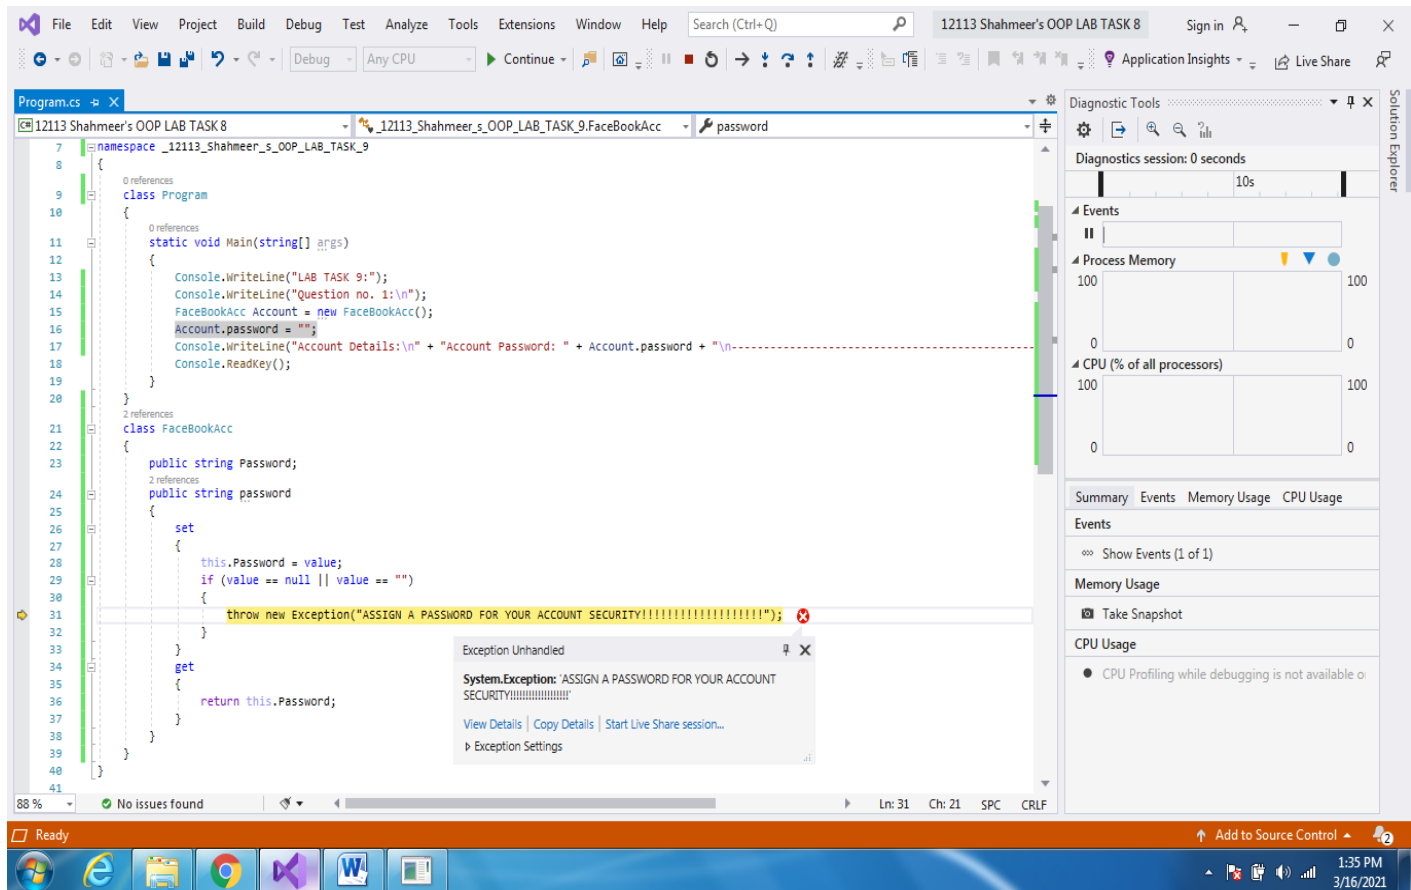 File Edit View Project Build Debug Test Analyze Tools Extensions Window Help Search (Ctrl+Q) 12113 Shahmeer's OOP LAB TASK 8 Sign in
Debug Any CPU Continue Application Insights Live Share
Program.cs
12113 Shahmeer's OOP LAB TASK 8 _12113_Shahmeer_s_OOP_LAB_TASK_9.FaceBookAcc password
7 namespace _12113_Shahmeer_s_OOP_LAB_TASK_9
8 {
0 references
9 class Program
10 {
0 references
11 static void Main(string[] args)
12 {
13 Console.WriteLine("LAB TASK 9:");
14 Console.WriteLine("Question no. 1:\n");
15 FaceBookAcc Account = new FaceBookAcc();
16 Account.password = "";
17 Console.WriteLine("Account Details:\n" + "Account Password: " + Account.password + "\n-----------------------------------------------
18 Console.ReadKey();
19 }
20 }
2 references
21 class FaceBookAcc
22 {
23 public string Password;
2 references
24 public string password
25 {
26 set
27 {
28 this.Password = value;
29 if (value == null || value == "")
30 {
31 throw new Exception("ASSIGN A PASSWORD FOR YOUR ACCOUNT SECURITY!!!!!!!!!!!!!!!!!!!");
32 }
33 }
34 get
35 {
36 return this.Password;
37 }
38 }
39 }
40 }
41
Exception Unhandled
System.Exception: 'ASSIGN A PASSWORD FOR YOUR ACCOUNT
SECURITY!!!!!!!!!!!!!!!!!!!'
View Details | Copy Details | Start Live Share session...
Exception Settings
88 % No issues found Ln: 31 Ch: 21 SPC CRLF
Diagnostic Tools
Diagnostics session: 0 seconds
10s
Events
Process Memory
100 100
0 0
CPU (% of all processors)
100 100
0 0
Summary Events Memory Usage CPU Usage
Events
Show Events (1 of 1)
Memory Usage
Take Snapshot
CPU Usage
CPU Profiling while debugging is not available o
Solution Explorer
Ready Add to Source Control 2
1:35 PM
3/16/2021